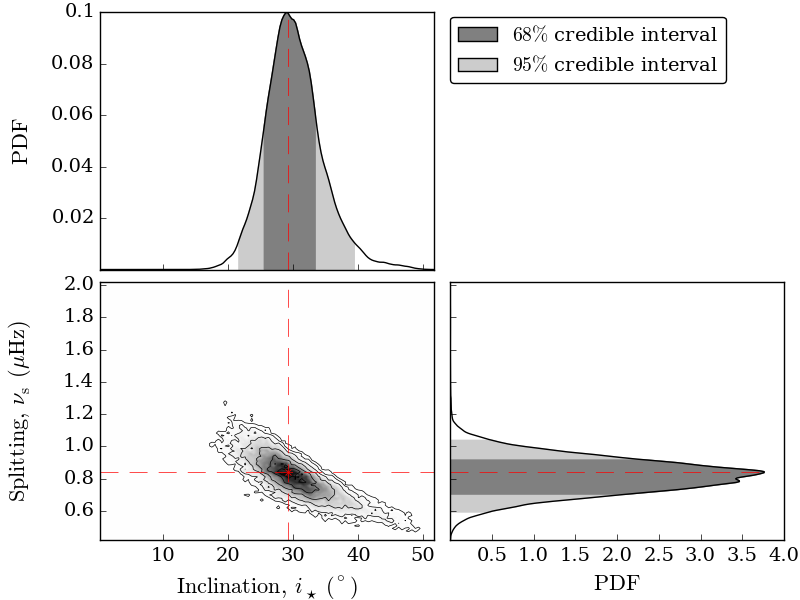 0.1
0.08
0.06
0.04
0.02
PDF
68% credible interval
95% credible interval
2.0
1.8
1.6
1.4
1.2
1.0
0.8
0.6
Splitting, νs (μHz)
10 20 30 40 50
Inclination, i⋆ (°)
0.5 1.0 1.5 2.0 2.5 3.0 3.5 4.0
PDF